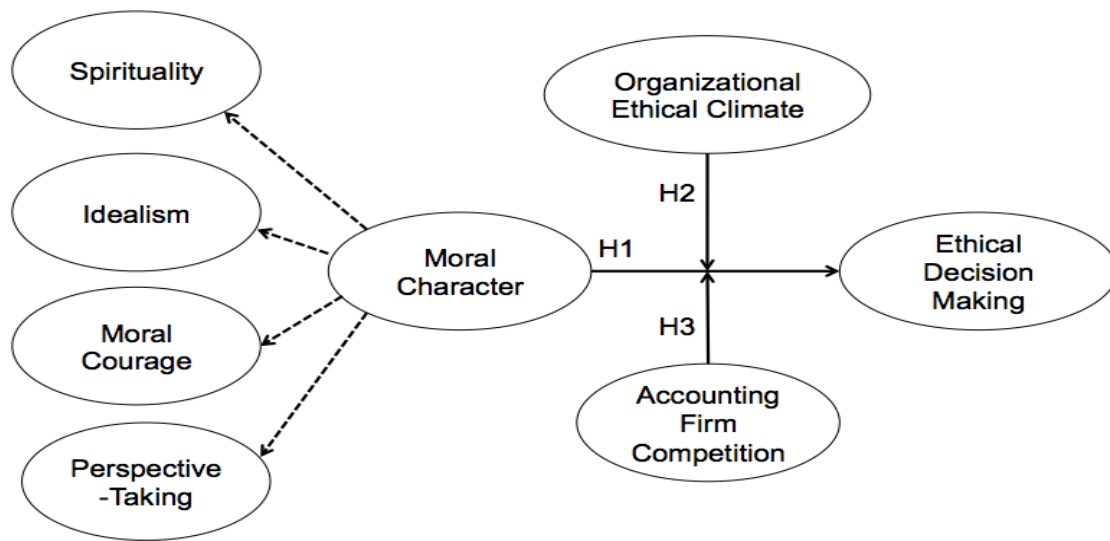 Spirituality
Idealism
Moral
Courage
Perspective
-Taking
Moral
Character
H1
Organizational
Ethical Climate
H2
H3
Accounting
Firm
Competition
Ethical
Decision
Making